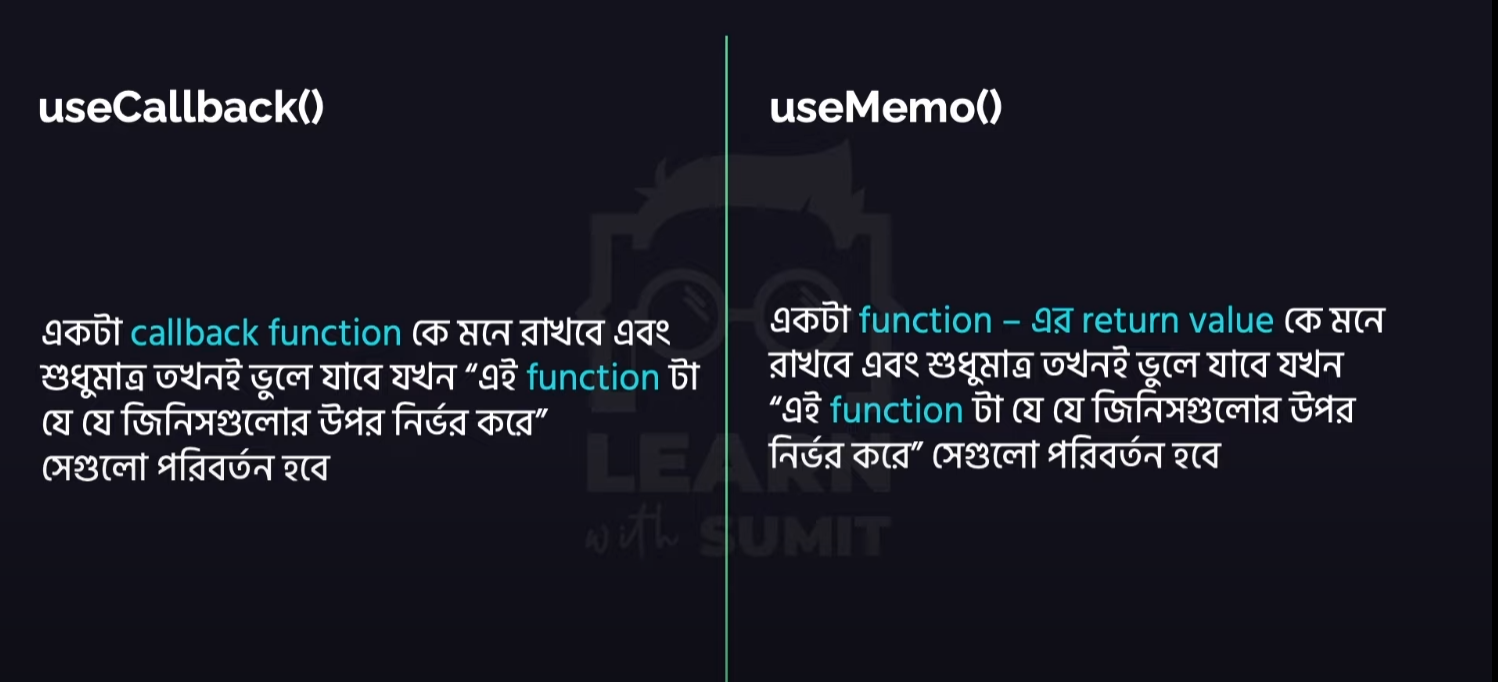 useCallback()
একটা callback function কে মনে রাখবে এবং
শুধুমাত্র তখনই ভুলে যাবে যখন “এই function টা
যে যে জিনিসগুলোর উপর নির্ভর করে”
সেগুলো পরিবর্তন হবে
useMemo()
একটা function – এর return value কে মনে
রাখবে এবং শুধুমাত্র তখনই ভুলে যাবে যখন
“এই function টা যে যে জিনিসগুলোর উপর
নির্ভর করে” সেগুলো পরিবর্তন হবে
LEARN
with SUMIT